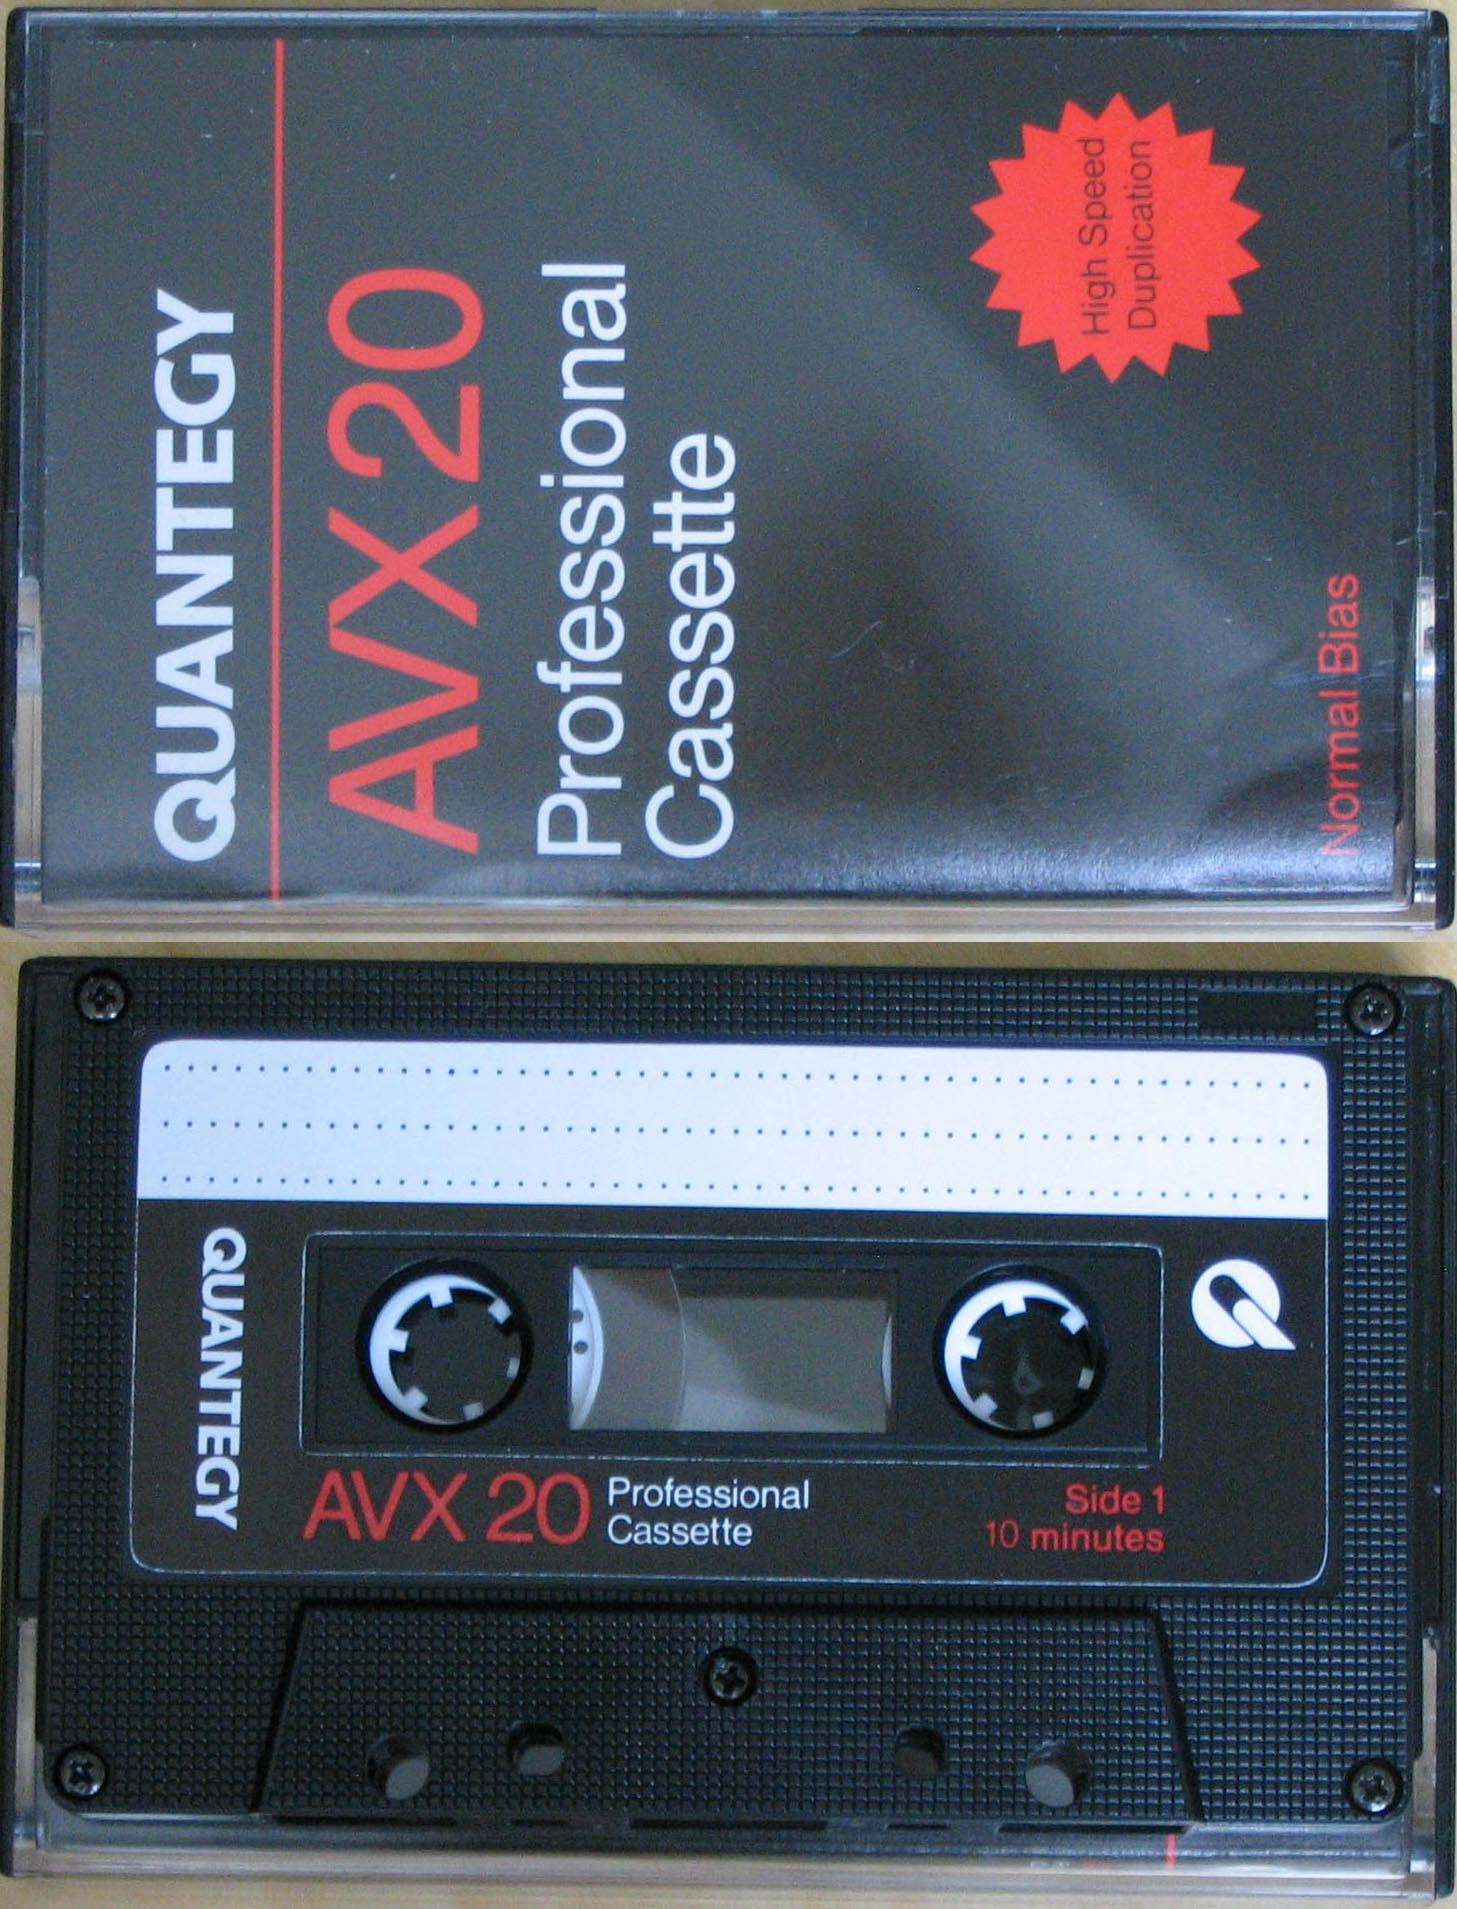 QUANTEGY
AVX 20
Professional
Cassette
High Speed
Duplication
Normal Bias
QUANTEGY
AVX 20
Professional
Cassette
Side 1
10 minutes